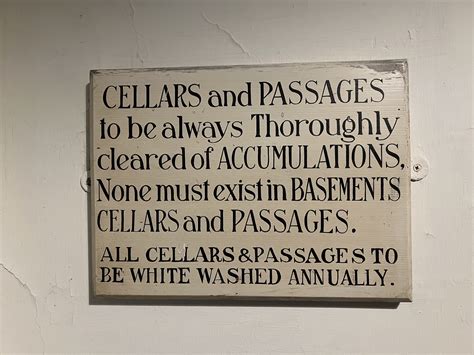 CELLARS and PASSAGES
to be always Thoroughly
cleared of ACCUMULATIONS,
None must exist in BASEMENTS
CELLARS and PASSAGES.
ALL CELLARS & PASSAGES TO
BE WHITE WASHED ANNUALLY.